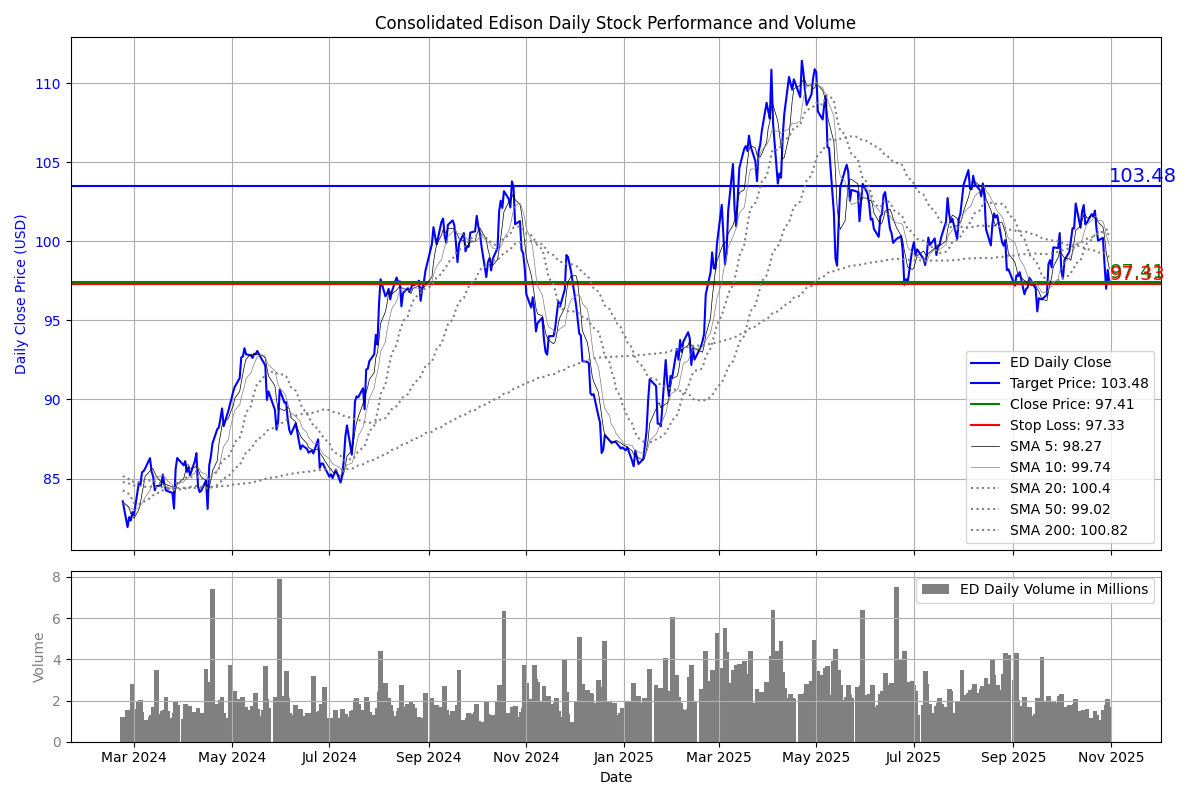 Consolidated Edison Daily Stock Performance and Volume
Daily Close Price (USD)
110
105
100
95
90
85
103.48
97.41
97.33
ED Daily Close
Target Price: 103.48
Close Price: 97.41
Stop Loss: 97.33
SMA 5: 98.27
SMA 10: 99.74
SMA 20: 100.4
SMA 50: 99.02
SMA 200: 100.82
Volume
8
6
4
2
0
ED Daily Volume in Millions
Mar 2024 May 2024 Jul 2024 Sep 2024 Nov 2024 Jan 2025 Mar 2025 May 2025 Jul 2025 Sep 2025 Nov 2025
Date